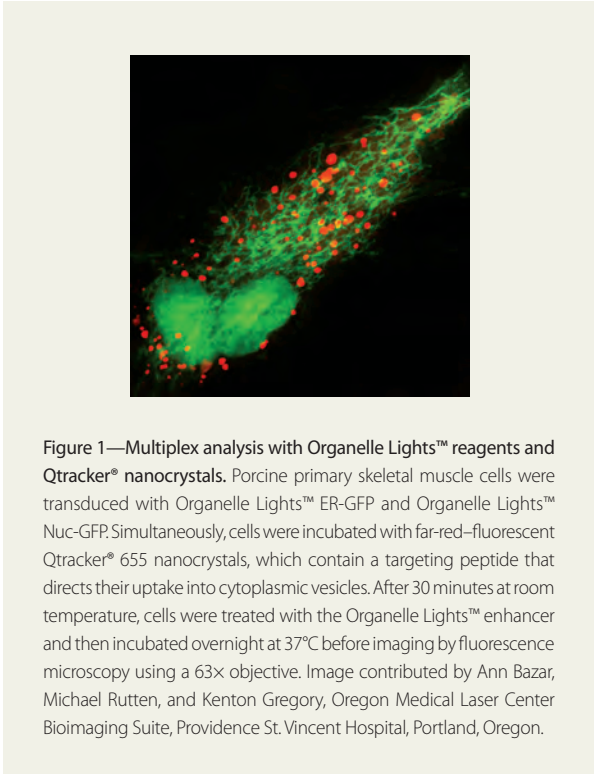 Figure 1—Multiplex analysis with Organelle Lights™ reagents and
Qtracker® nanocrystals. Porcine primary skeletal muscle cells were
transduced with Organelle Lights™ ER-GFP and Organelle Lights™
Nuc-GFP. Simultaneously, cells were incubated with far-red–fluorescent
Qtracker® 655 nanocrystals, which contain a targeting peptide that
directs their uptake into cytoplasmic vesicles. After 30 minutes at room
temperature, cells were treated with the Organelle Lights™ enhancer
and then incubated overnight at 37°C before imaging by fluorescence
microscopy using a 63× objective. Image contributed by Ann Bazar,
Michael Rutten, and Kenton Gregory, Oregon Medical Laser Center
Bioimaging Suite, Providence St. Vincent Hospital, Portland, Oregon.